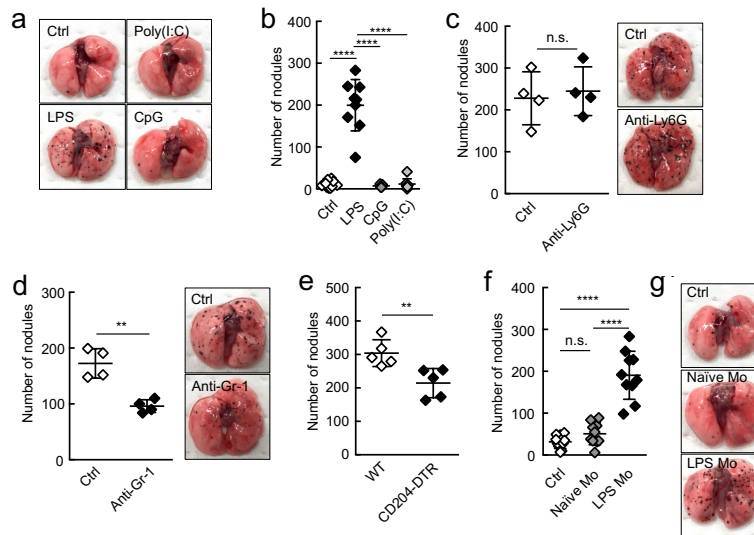 a
Ctrl
Poly(I:C)
LPS
CpG
b
Number of nodules
400
300
200
100
0
****
****
****
Ctrl
LPS
CpG
Poly(I:C)
c
Number of nodules
400
300
200
100
0
n.s.
Ctrl
Anti-Ly6G
Ctrl
Anti-Ly6G
d
Number of nodules
300
200
100
0
**
Ctrl
Anti-Gr-1
Ctrl
Anti-Gr-1
e
Number of nodules
500
400
300
200
100
0
**
WT
CD204-DTR
f
Number of nodules
400
300
200
100
0
****
****
n.s.
Ctrl
Naïve Mo
LPS Mo
g
Ctrl
Naïve Mo
LPS Mo